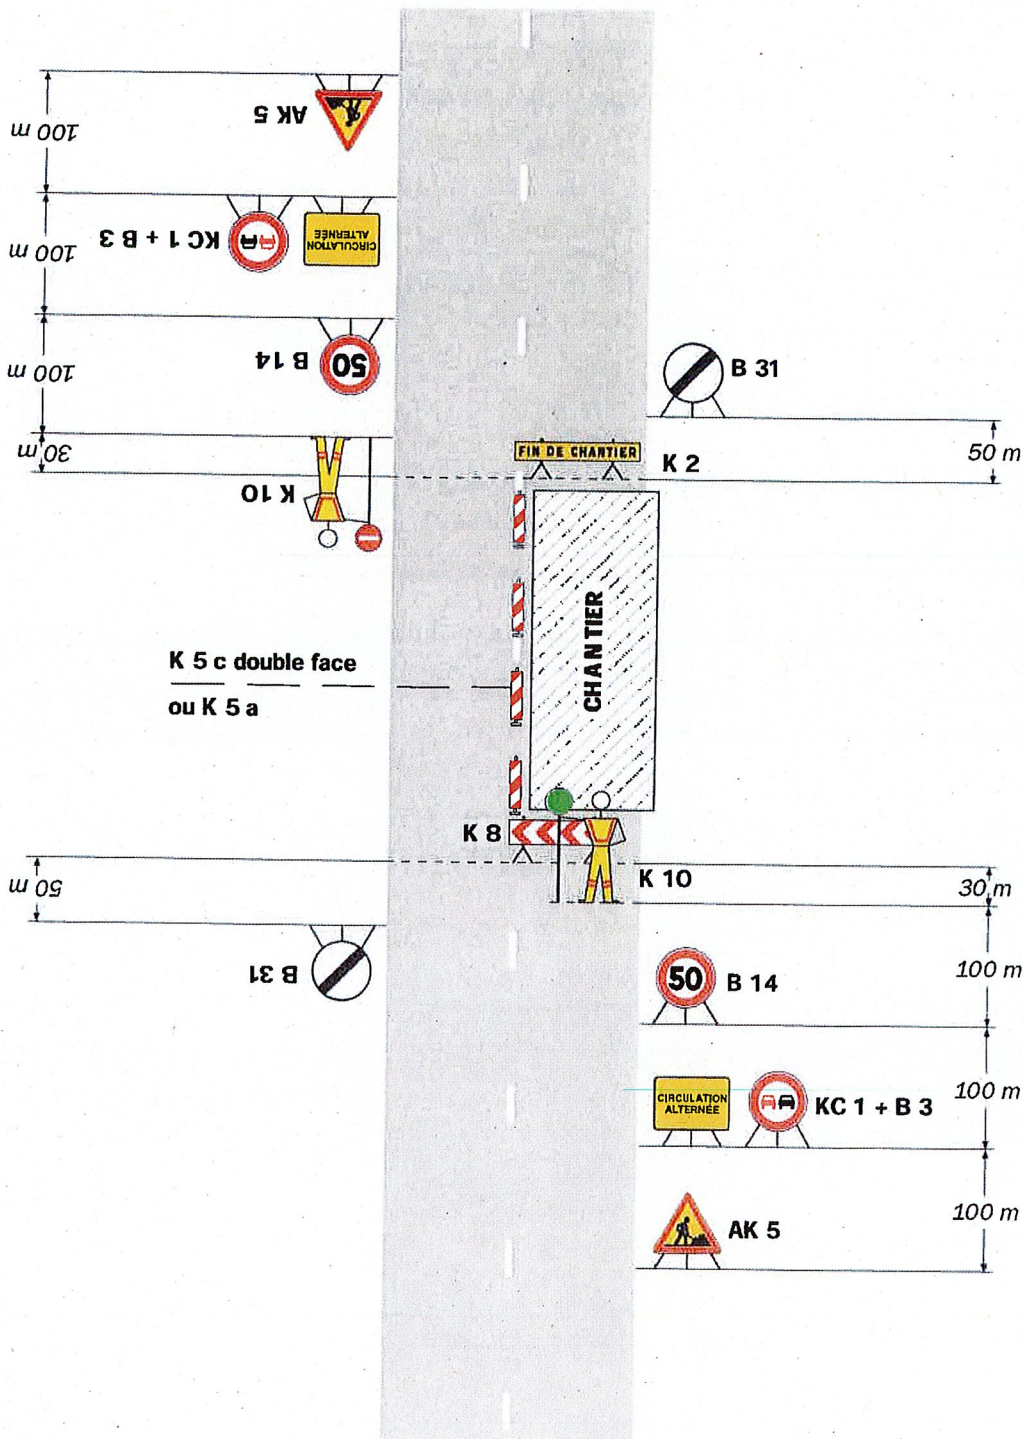 100 m
AK 5
100 m
KC 1 + B 3
CIRCULATION
ALTERNÉE
100 m
B 14
50
B 31
30 m
K 10
FIN DE CHANTIER
K 2
50 m
CHANTIER
K 5 c double face
ou K 5 a
K 8
K 10
30 m
50 m
B 31
50
B 14
100 m
CIRCULATION
ALTERNÉE
KC 1 + B 3
100 m
AK 5
100 m